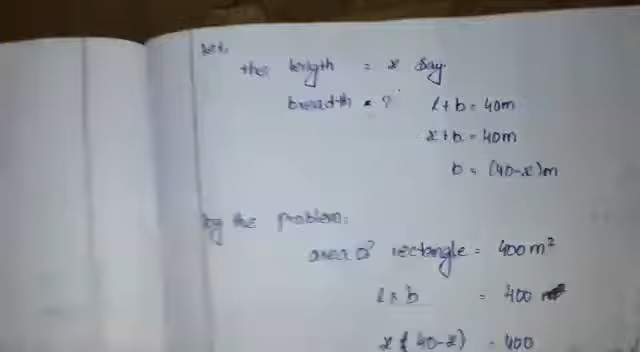 Let,
the length = x say.
breadth = ? l + b = 40m
x + b = 40m
b = (40-x)m
by the problem:
area of rectangle = 400 m²
l x b = 400
x (40-x) = 400